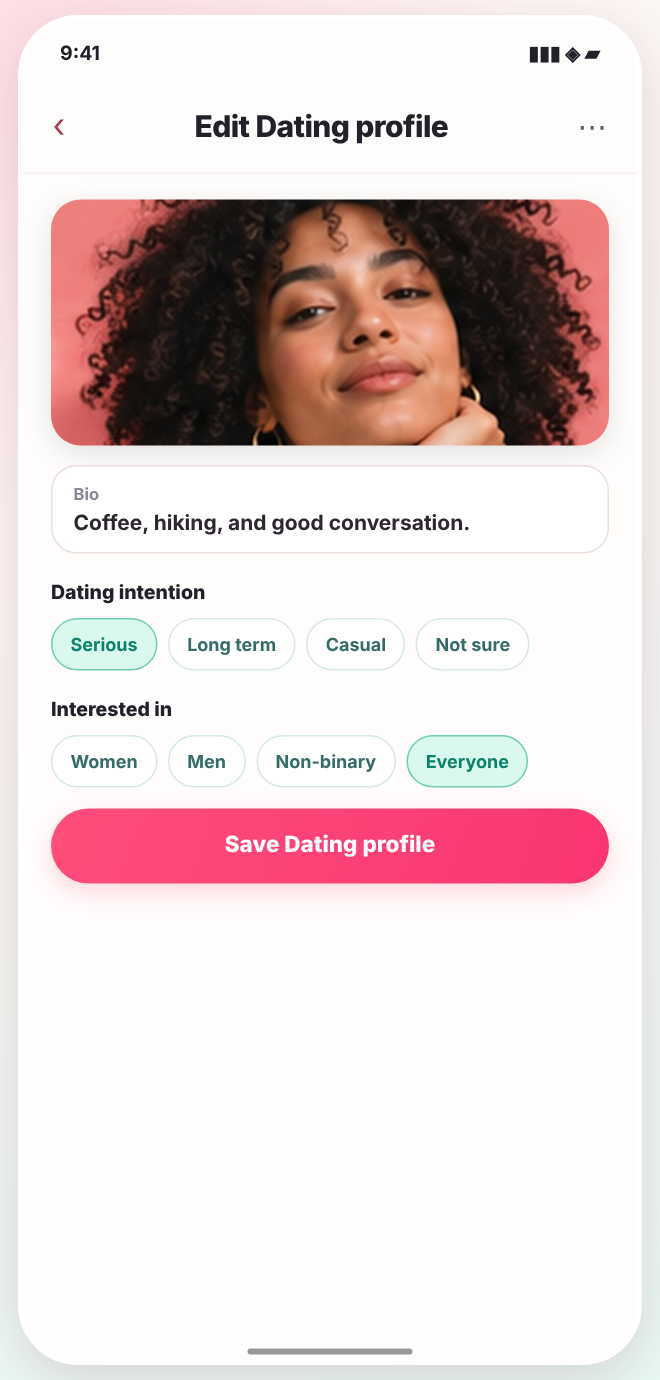 9:41
Edit Dating profile
Bio
Coffee, hiking, and good conversation.
Dating intention
Serious Long term Casual Not sure
Interested in
Women Men Non-binary Everyone
Save Dating profile